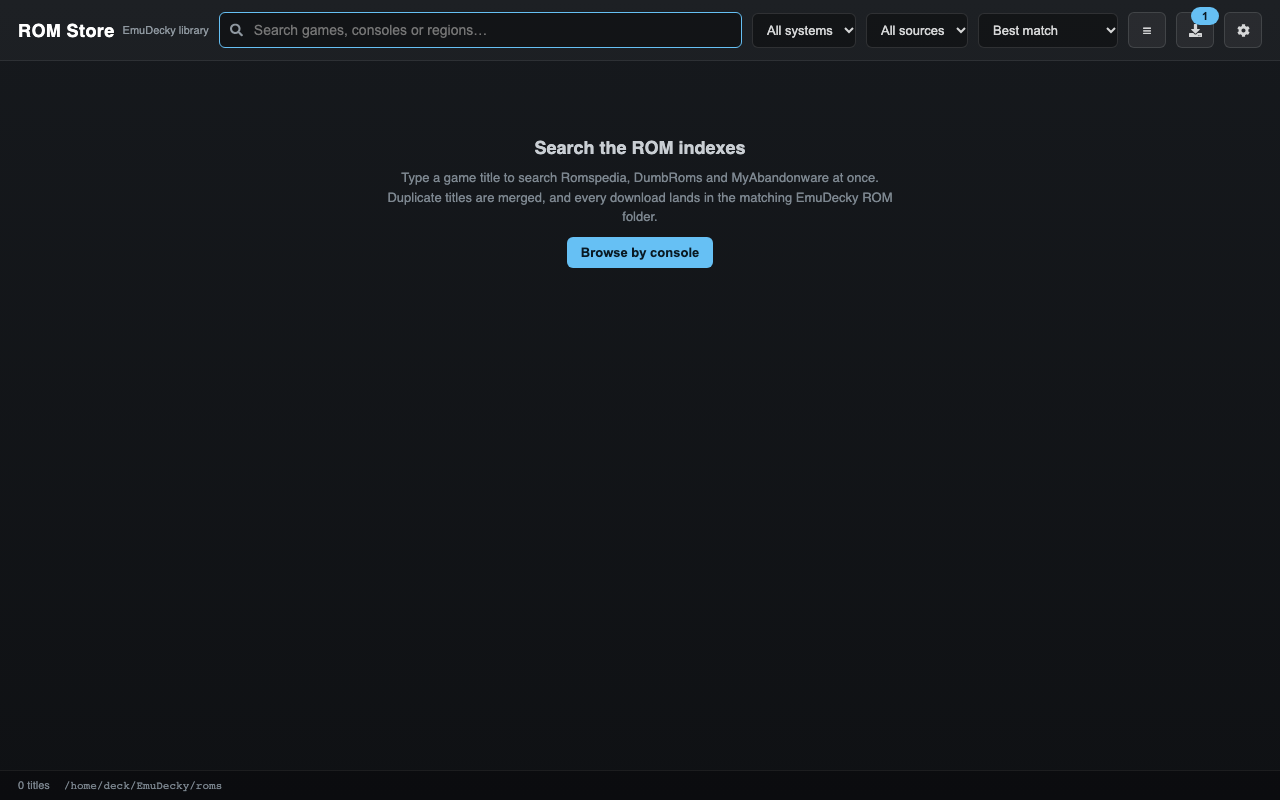 ROM Store EmuDecky library Search games, consoles or regions… All systems All sources Best match 1
Search the ROM indexes
Type a game title to search Romspedia, DumbRoms and MyAbandonware at once.
Duplicate titles are merged, and every download lands in the matching EmuDecky ROM
folder.
Browse by console
0 titles /home/deck/EmuDecky/roms